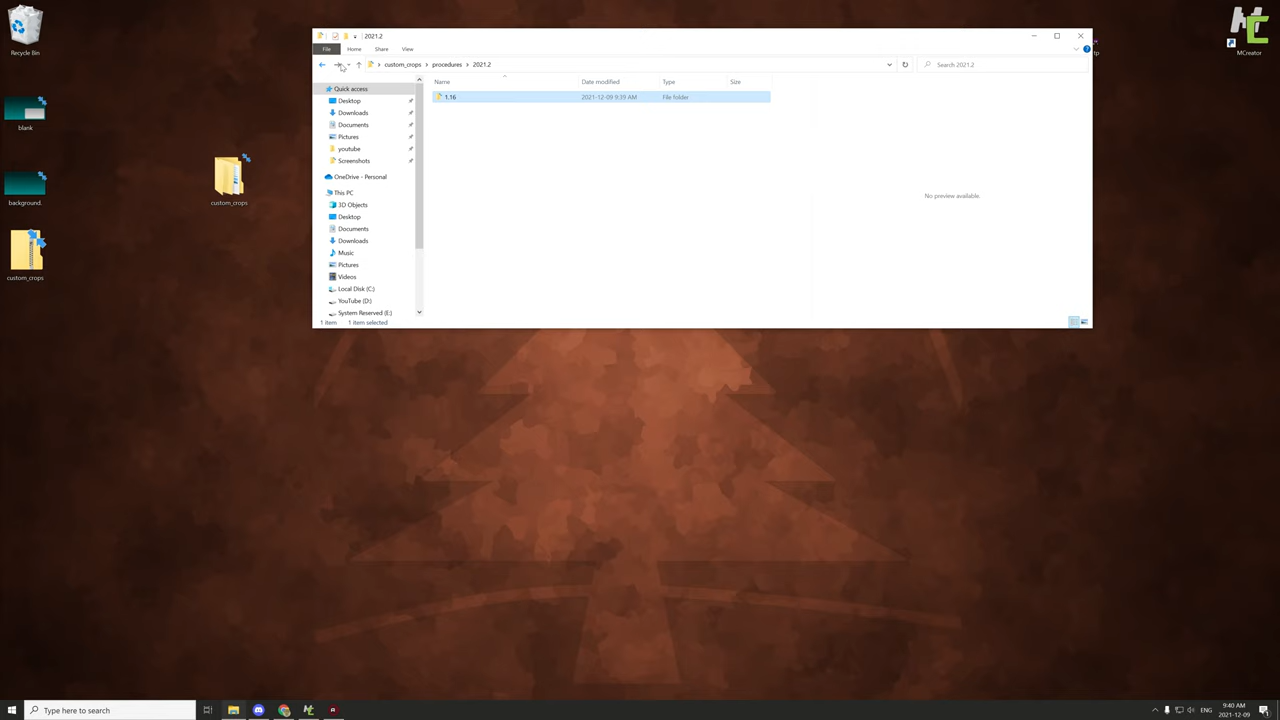 Recycle Bin
blank
background.
custom_crops
custom_crops
MCreator
2021.2
File Home Share View
custom_crops procedures 2021.2
Search 2021.2
Name Date modified Type Size
1.16 2021-12-09 9:39 AM File folder
Quick access
Desktop
Downloads
Documents
Pictures
youtube
Screenshots
OneDrive - Personal
This PC
3D Objects
Desktop
Documents
Downloads
Music
Pictures
Videos
Local Disk (C:)
YouTube (D:)
System Reserved (E:)
No preview available.
1 item 1 item selected
Type here to search
ENG
9:40 AM
2021-12-09